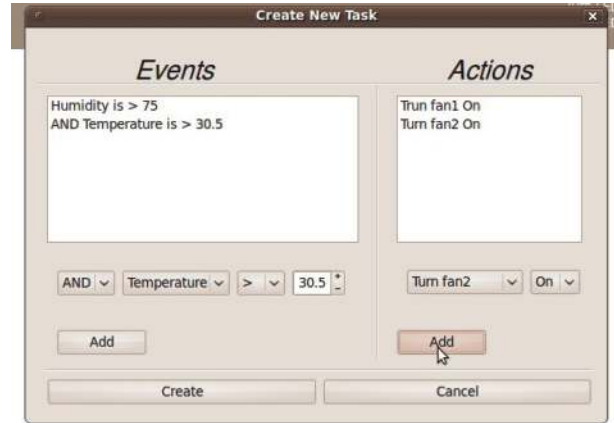 Create New Task
Events
Actions
Humidity is > 75
AND Temperature is > 30.5
Trun fan1 On
Turn fan2 On
AND Temperature > 30.5
Turn fan2 On
Add
Add
Create
Cancel